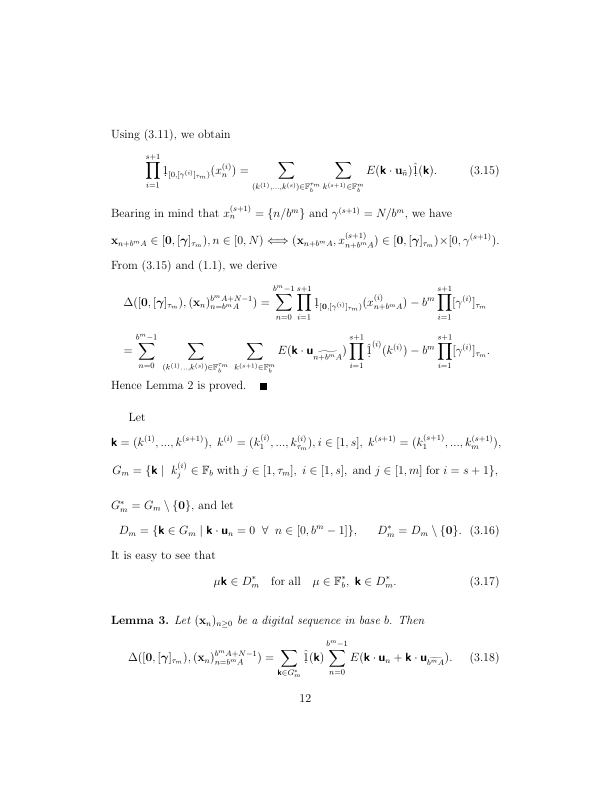 Using (3.11), we obtain
$$\prod_{i=1}^{s+1} \mathbb{1}_{[0,[\gamma^{(i)}]_{\tau_m})}(x_n^{(i)}) = \sum_{(k^{(1)},...,k^{(s)})\in\mathbb{F}_b^{\tau_m}} \sum_{k^{(s+1)}\in\mathbb{F}_b^m} E(\mathbf{k}\cdot\mathbf{u}_{\tilde{n}})\hat{\mathbb{1}}(\mathbf{k}). \quad (3.15)$$
Bearing in mind that $x_n^{(s+1)} = \{n/b^m\}$ and $\gamma^{(s+1)} = N/b^m$, we have
$$\mathbf{x}_{n+b^mA} \in [\mathbf{0},[\boldsymbol{\gamma}]_{\tau_m}), n\in[0,N) \Longleftrightarrow (\mathbf{x}_{n+b^mA}, x_{n+b^mA}^{(s+1)}) \in [\mathbf{0},[\boldsymbol{\gamma}]_{\tau_m})\times[0,\gamma^{(s+1)}).$$
From (3.15) and (1.1), we derive
$$\Delta([\mathbf{0},[\boldsymbol{\gamma}]_{\tau_m}), (\mathbf{x}_n)_{n=b^mA}^{b^mA+N-1}) = \sum_{n=0}^{b^m-1}\prod_{i=1}^{s+1} \mathbb{1}_{[\mathbf{0},[\gamma^{(i)}]_{\tau_m})}(x_{n+b^mA}^{(i)}) - b^m\prod_{i=1}^{s+1}[\gamma^{(i)}]_{\tau_m}$$
$$= \sum_{n=0}^{b^m-1} \sum_{(k^{(1)},...,k^{(s)})\in\mathbb{F}_b^{\tau_m}} \sum_{k^{(s+1)}\in\mathbb{F}_b^m} E(\mathbf{k}\cdot\mathbf{u}_{\widetilde{n+b^mA}})\prod_{i=1}^{s+1}\hat{\mathbb{1}}^{(i)}(k^{(i)}) - b^m\prod_{i=1}^{s+1}[\gamma^{(i)}]_{\tau_m}.$$
Hence Lemma 2 is proved. ■
Let
$$\mathbf{k} = (k^{(1)},...,k^{(s+1)}),\ k^{(i)} = (k_1^{(i)},...,k_{\tau_m}^{(i)}), i\in[1,s],\ k^{(s+1)} = (k_1^{(s+1)},...,k_m^{(s+1)}),$$
$$G_m = \{\mathbf{k}\ |\ k_j^{(i)}\in\mathbb{F}_b \text{ with } j\in[1,\tau_m],\ i\in[1,s], \text{ and } j\in[1,m] \text{ for } i=s+1\},$$
$G_m^* = G_m\setminus\{\mathbf{0}\}$, and let
$$D_m = \{\mathbf{k}\in G_m\ |\ \mathbf{k}\cdot\mathbf{u}_n = 0\ \forall\ n\in[0,b^m-1]\}, \quad D_m^* = D_m\setminus\{\mathbf{0}\}. \ (3.16)$$
It is easy to see that
$$\mu\mathbf{k}\in D_m^* \quad \text{for all} \quad \mu\in\mathbb{F}_b^*,\ \mathbf{k}\in D_m^*. \quad (3.17)$$
**Lemma 3.** *Let $(\mathbf{x}_n)_{n\geq 0}$ be a digital sequence in base b. Then*
$$\Delta([\mathbf{0},[\boldsymbol{\gamma}]_{\tau_m}), (\mathbf{x}_n)_{n=b^mA}^{b^mA+N-1}) = \sum_{\mathbf{k}\in G_m^*}\hat{\mathbb{1}}(\mathbf{k})\sum_{n=0}^{b^m-1}E(\mathbf{k}\cdot\mathbf{u}_n + \mathbf{k}\cdot\mathbf{u}_{\widetilde{b^mA}}). \quad (3.18)$$
12